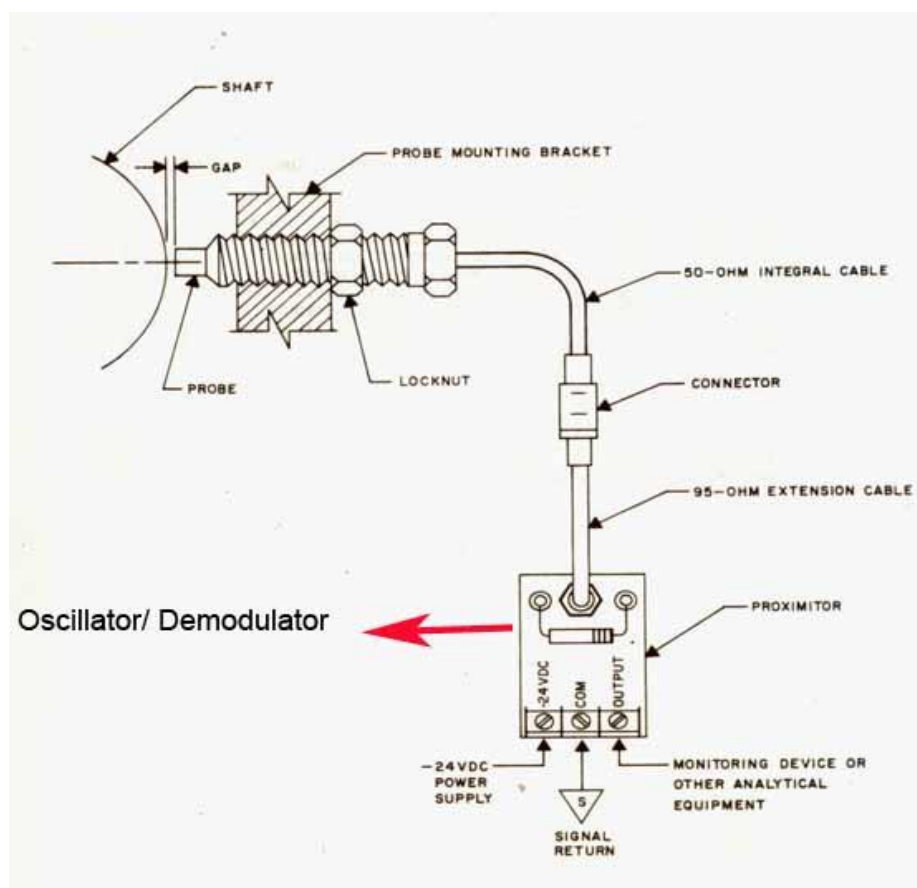 SHAFT
GAP
PROBE MOUNTING BRACKET
50-OHM INTEGRAL CABLE
PROBE
LOCKNUT
CONNECTOR
95-OHM EXTENSION CABLE
Oscillator/ Demodulator
PROXIMITOR
-24VDC
COM
OUTPUT
-24VDC
POWER
SUPPLY
MONITORING DEVICE OR
OTHER ANALYTICAL
EQUIPMENT
S
SIGNAL
RETURN